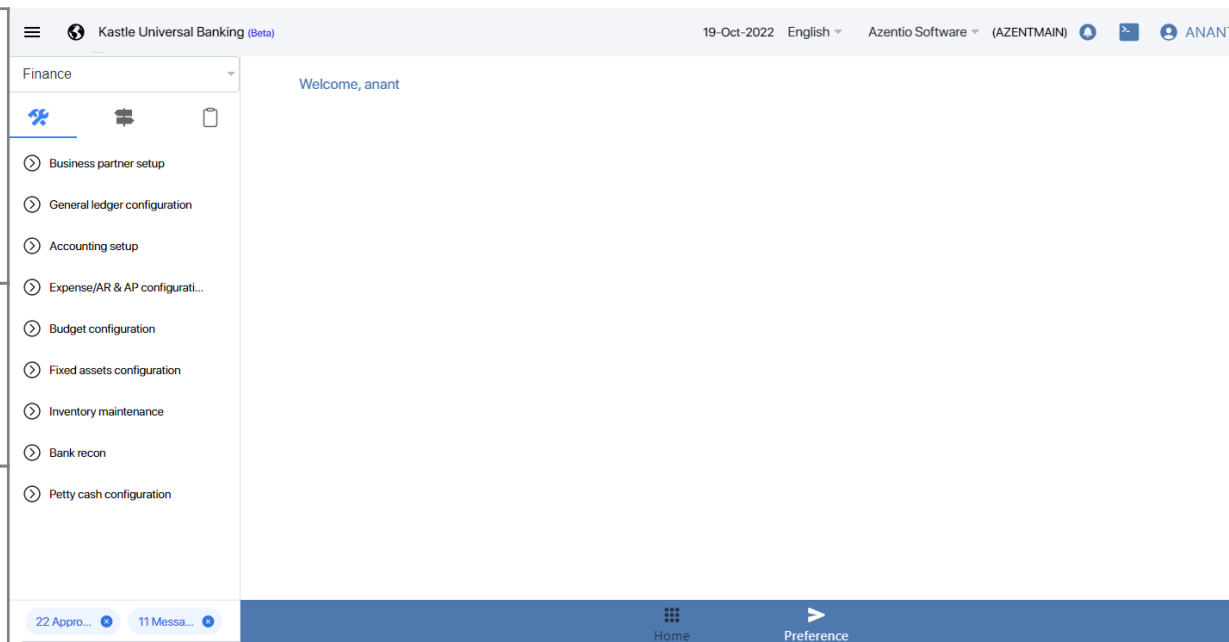 Kastle Universal Banking (Beta)
19-Oct-2022 English Azentio Software (AZENTMAIN) ANANT
Finance
Welcome, anant
Business partner setup
General ledger configuration
Accounting setup
Expense/AR & AP configurati...
Budget configuration
Fixed assets configuration
Inventory maintenance
Bank recon
Petty cash configuration
22 Appro... 11 Messa...
Home Preference